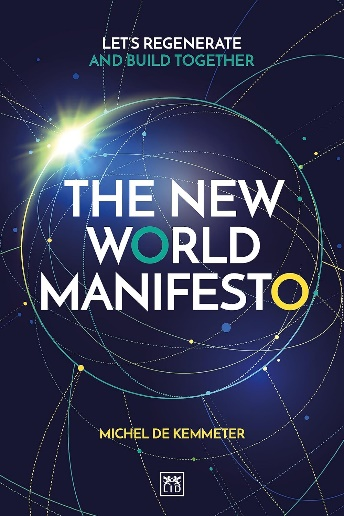 LET'S REGENERATE
AND BUILD TOGETHER
THE NEW
WORLD
MANIFESTO
MICHEL DE KEMMETER
LID